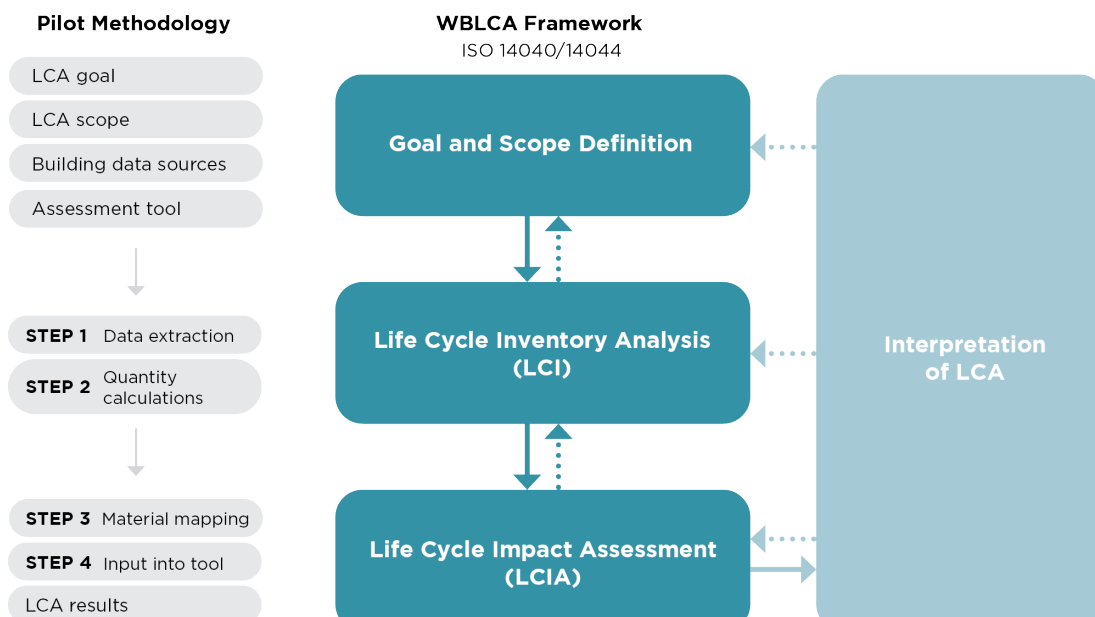 Pilot Methodology
LCA goal
LCA scope
Building data sources
Assessment tool
STEP 1 Data extraction
STEP 2 Quantity
calculations
STEP 3 Material mapping
STEP 4 Input into tool
LCA results
WBLCA Framework
ISO 14040/14044
Goal and Scope Definition
Life Cycle Inventory Analysis
(LCI)
Life Cycle Impact Assessment
(LCIA)
Interpretation
of LCA